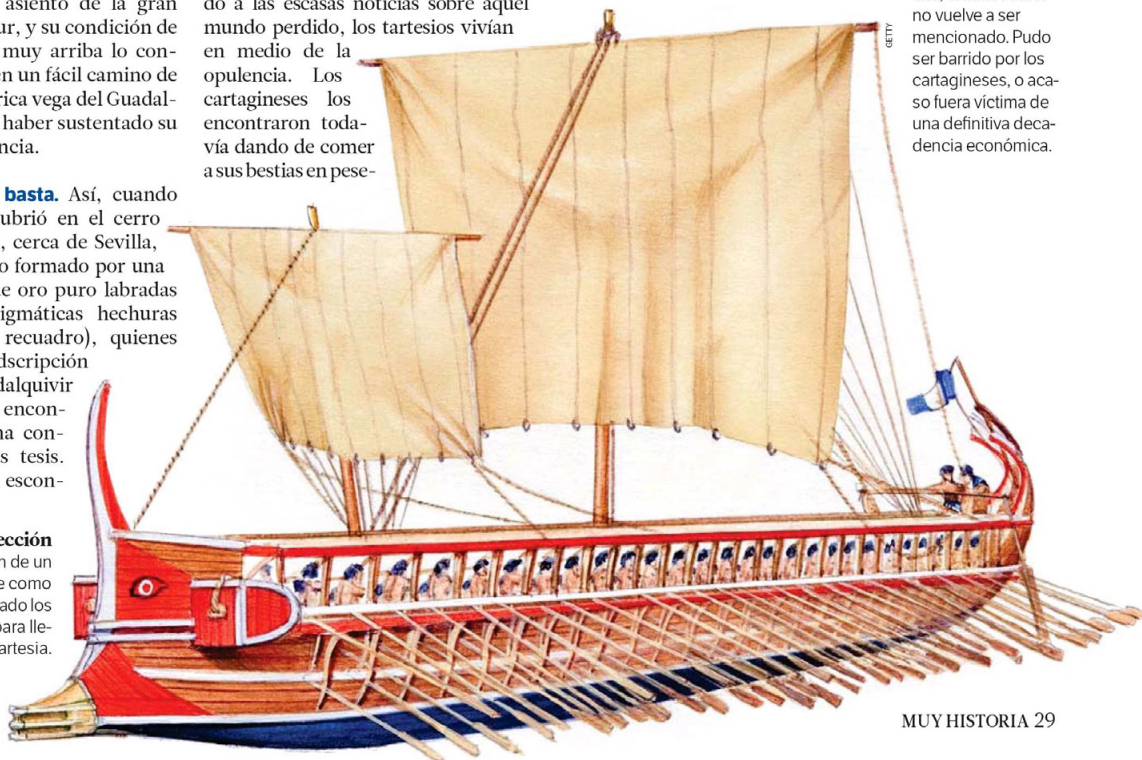 asiento de la gran
ur, y su condición de
muy arriba lo con-
en un fácil camino de
rica vega del Guadal-
haber sustentado su
ncia.
basta. Así, cuando
cubrió en el cerro
, cerca de Sevilla,
o formado por una
de oro puro labradas
igmáticas hechuras
recuadro), quienes
dscripción
dalquivir
encon-
na con-
s tesis.
escon-
ección
n de un
e como
ado los
para lle-
artesia.
do a las escasas noticias sobre aquel
mundo perdido, los tartesios vivían
en medio de la
opulencia. Los
cartagineses los
encontraron toda-
vía dando de comer
a sus bestias en pese-
GETTY
no vuelve a ser
mencionado. Pudo
ser barrido por los
cartagineses, o aca-
so fuera víctima de
una definitiva deca-
dencia económica.
MUY HISTORIA 29